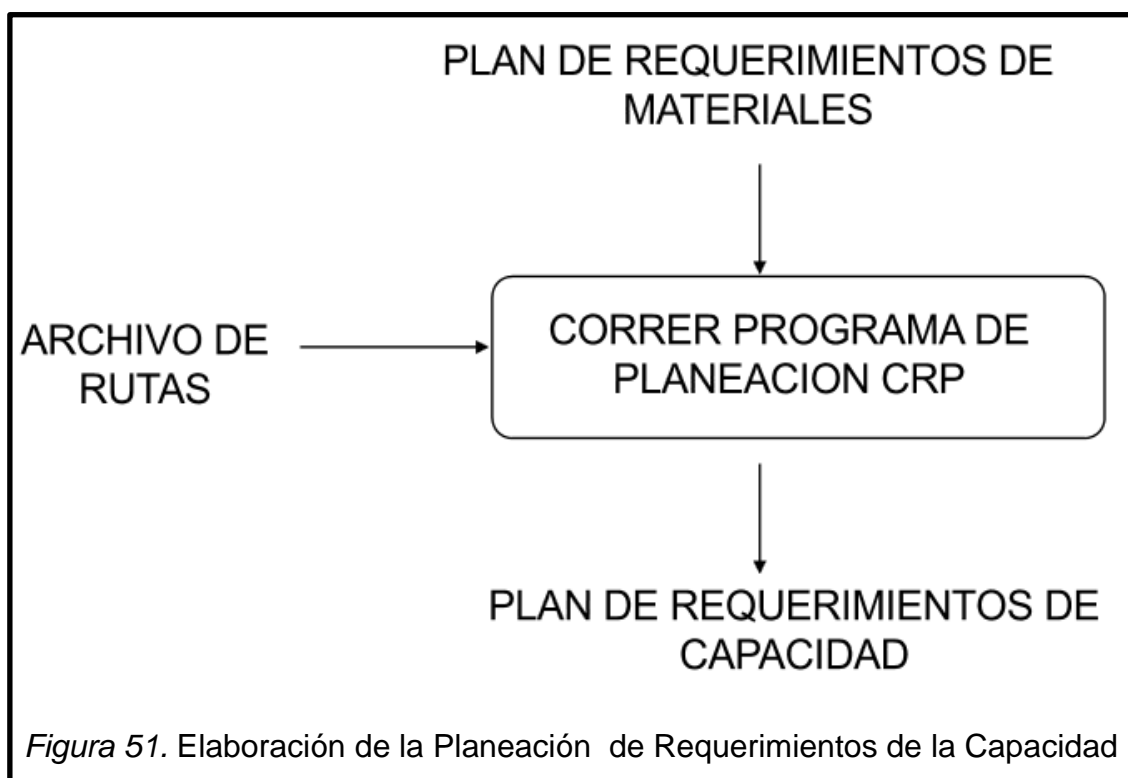 PLAN DE REQUERIMIENTOS DE
MATERIALES
ARCHIVO DE
RUTAS
CORRER PROGRAMA DE
PLANEACION CRP
PLAN DE REQUERIMIENTOS DE
CAPACIDAD
Figura 51. Elaboración de la Planeación de Requerimientos de la Capacidad